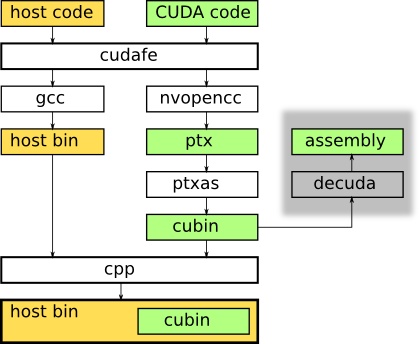 host code
CUDA code
cudafe
gcc
nvopencc
host bin
ptx
assembly
ptxas
decuda
cubin
cpp
host bin
cubin